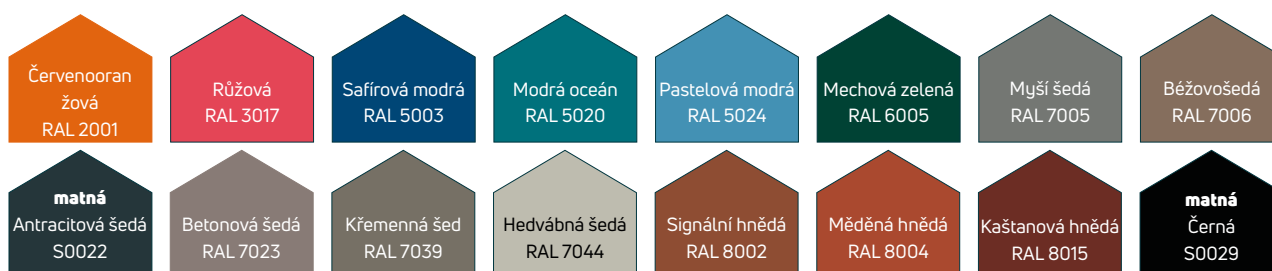 Červenooran
žová
RAL 2001
Růžová
RAL 3017
Safírová modrá
RAL 5003
Modrá oceán
RAL 5020
Pastelová modrá
RAL 5024
Mechová zelená
RAL 6005
Myší šedá
RAL 7005
Béžovošedá
RAL 7006
matná
Antracitová šedá
S0022
Betonová šedá
RAL 7023
Křemenná šed
RAL 7039
Hedvábná šedá
RAL 7044
Signální hnědá
RAL 8002
Měděná hnědá
RAL 8004
Kaštanová hnědá
RAL 8015
matná
Černá
S0029